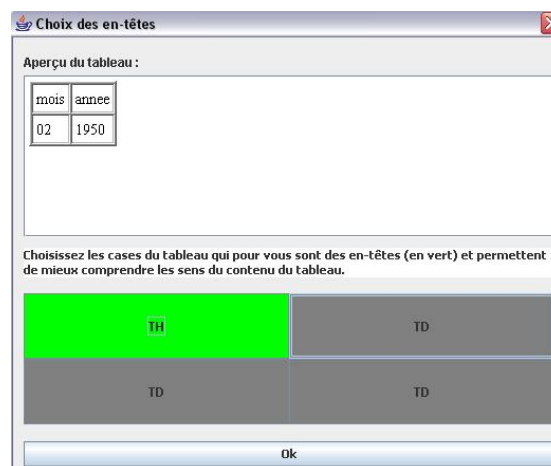 Choix des en-têtes
Aperçu du tableau :
mois annee
02 1950
Choisissez les cases du tableau qui pour vous sont des en-têtes (en vert) et permettent
de mieux comprendre les sens du contenu du tableau.
TH TD
TD TD
Ok